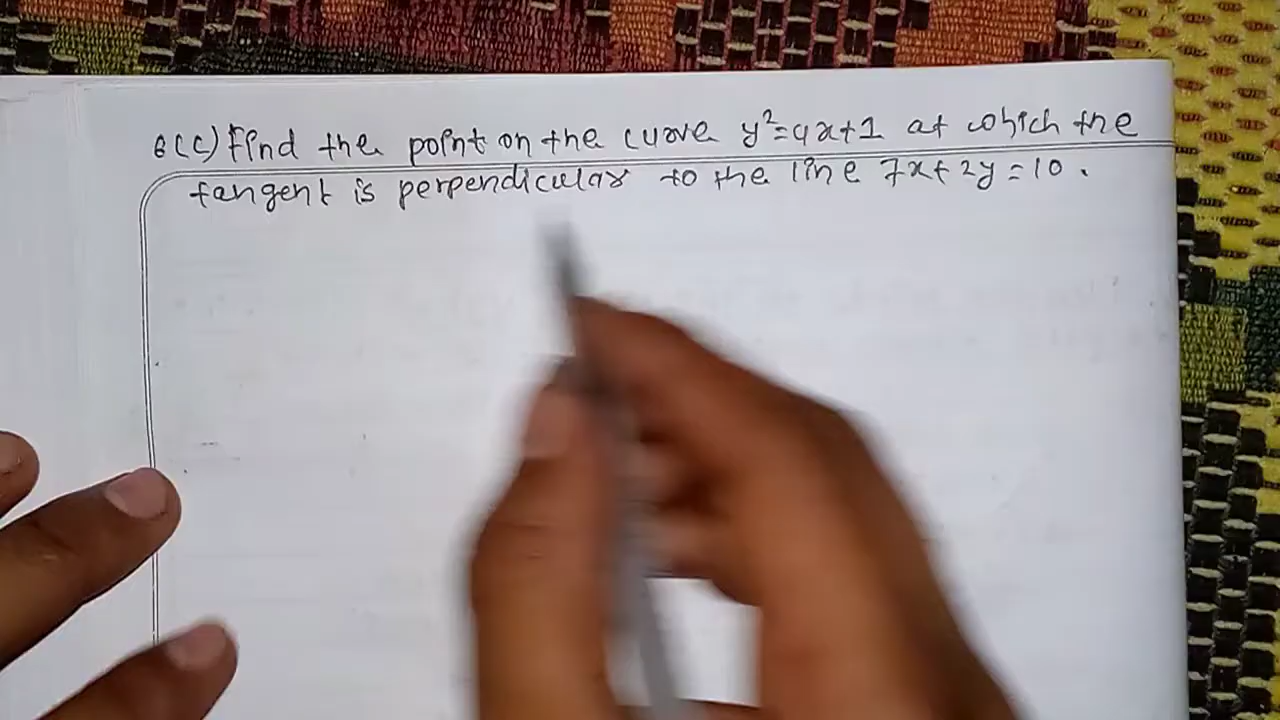 6(c) Find the point on the curve y²=4x+1 at which the
tangent is perpendicular to the line 7x+2y=10.